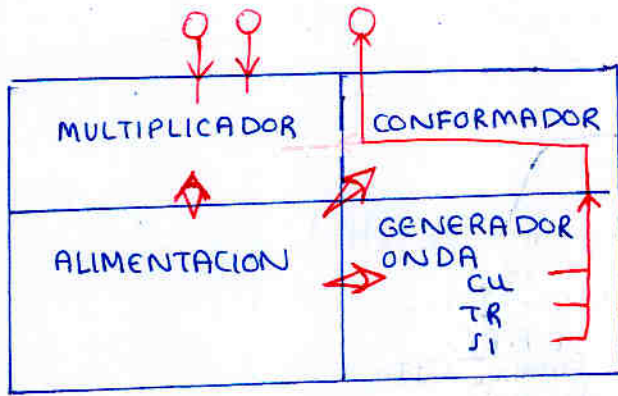 MULTIPLICADOR
CONFORMADOR
ALIMENTACION
GENERADOR
ONDA
CU
TR
SI